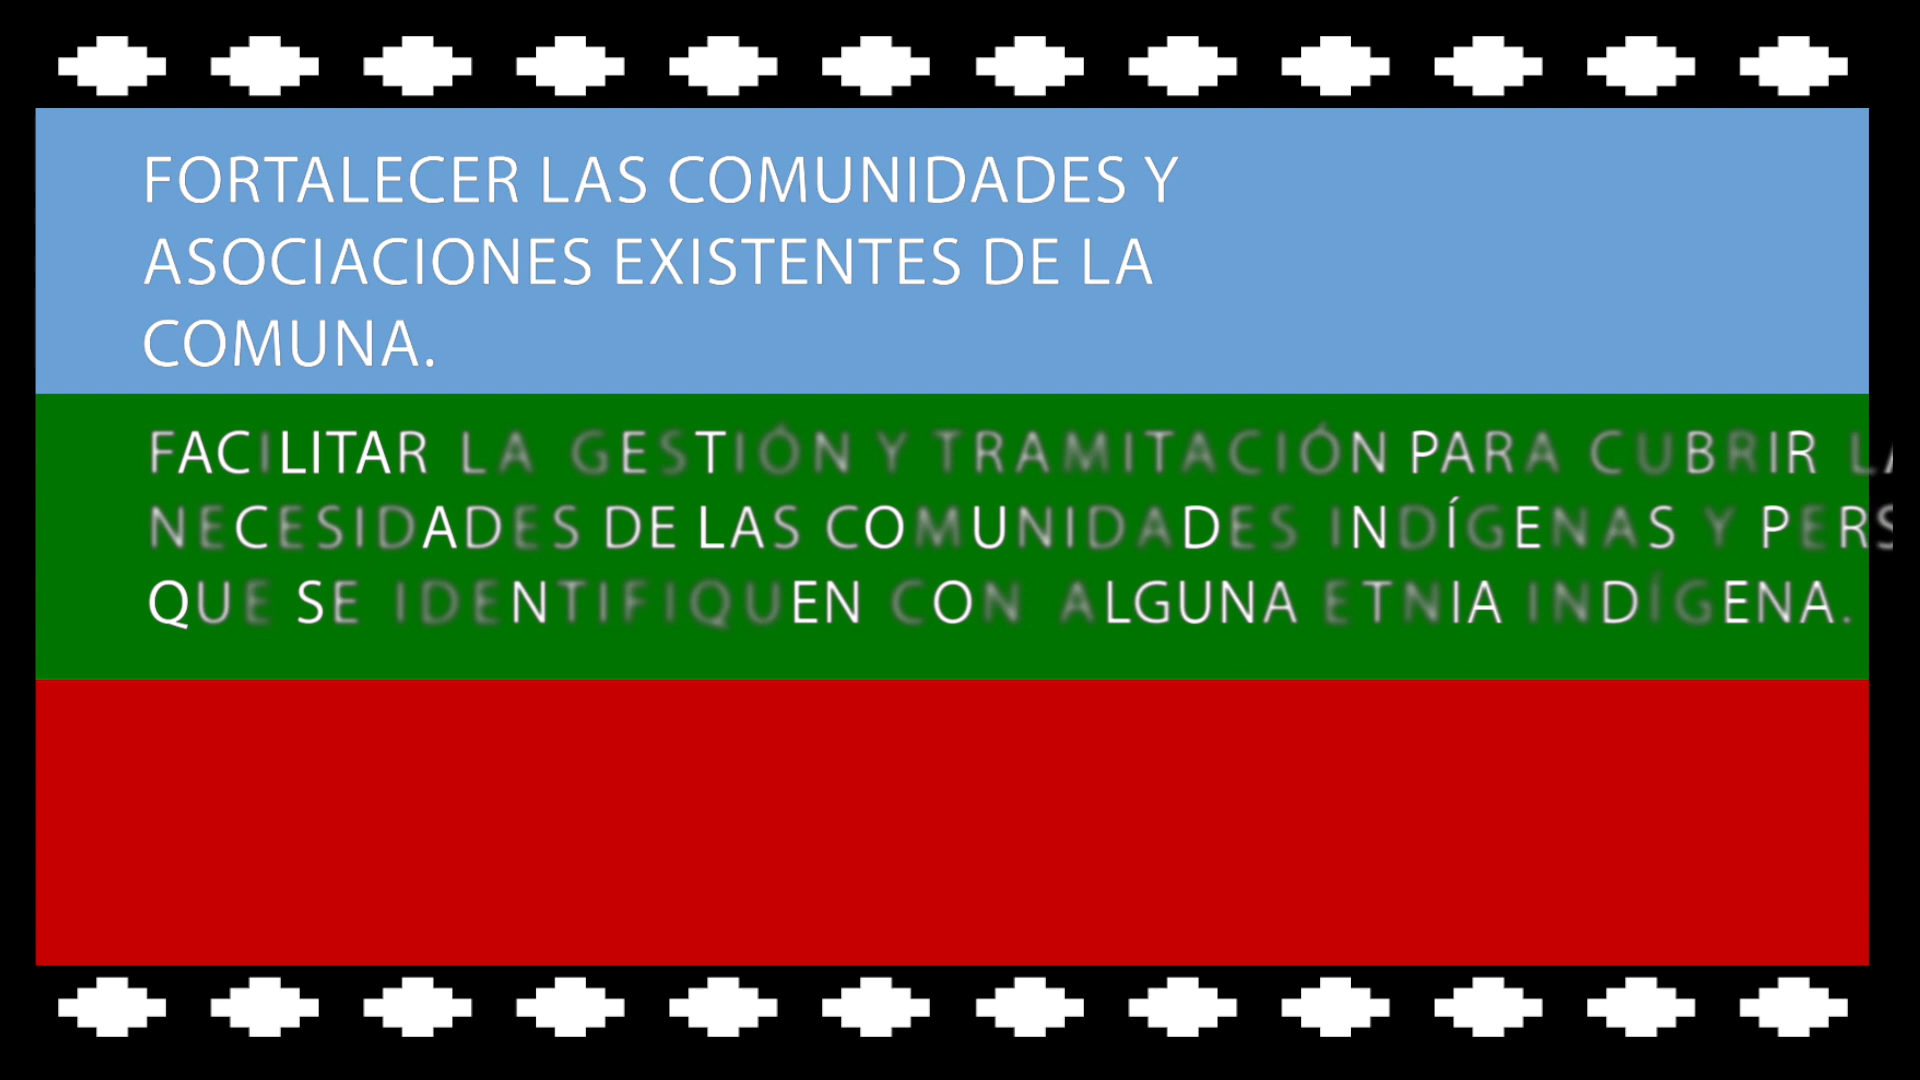 FORTALECER LAS COMUNIDADES Y
ASOCIACIONES EXISTENTES DE LA
COMUNA.
FACILITAR LA GESTIÓN Y TRAMITACIÓN PARA CUBRIR
NECESIDADES DE LAS COMUNIDADES INDÍGENAS Y
QUE SE IDENTIFIQUEN CON ALGUNA ETNIA INDÍGENA.